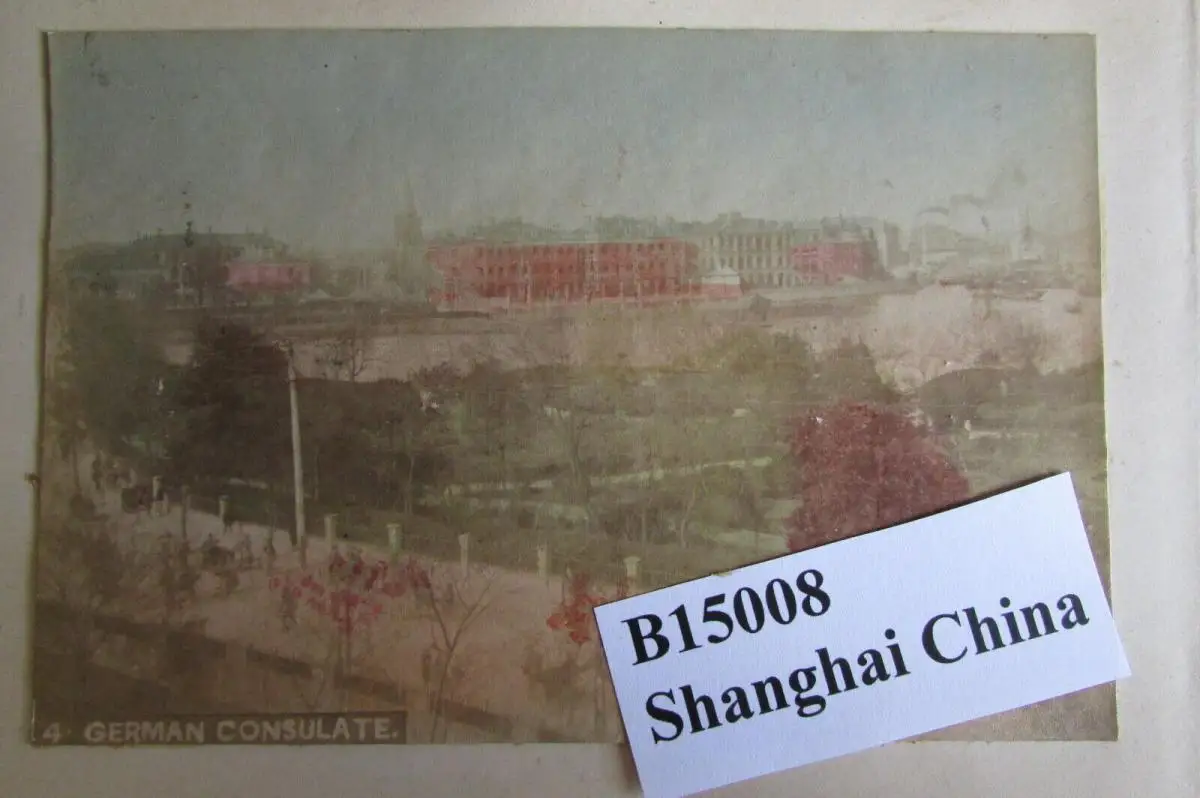 4. GERMAN CONSULATE.
B15008
Shanghai China